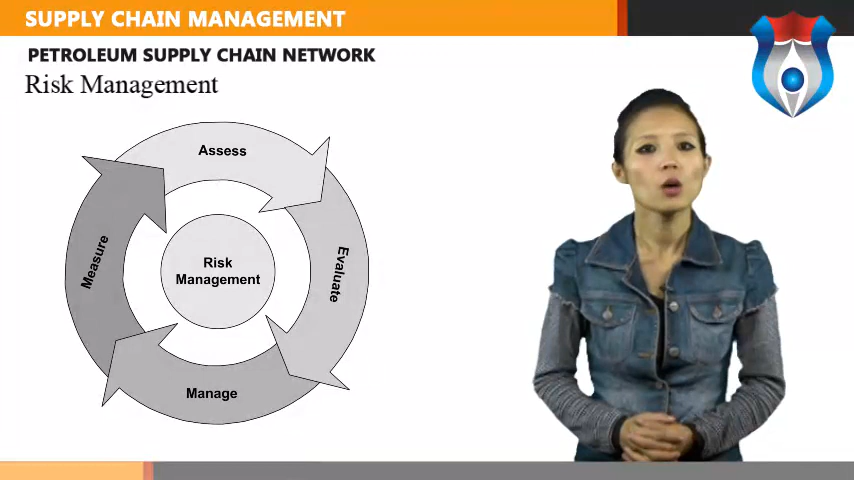 SUPPLY CHAIN MANAGEMENT
PETROLEUM SUPPLY CHAIN NETWORK
Risk Management
Assess
Evaluate
Manage
Measure
Risk
Management